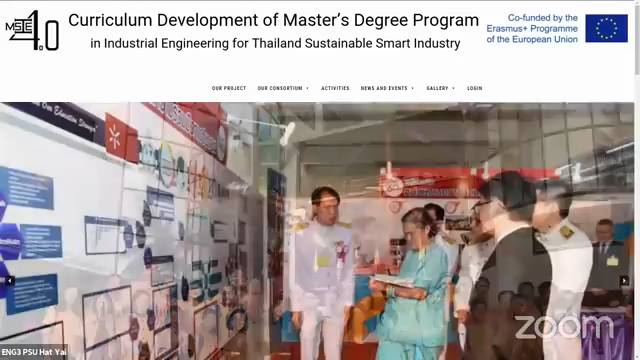 MSIE
4.0
Curriculum Development of Master's Degree Program
in Industrial Engineering for Thailand Sustainable Smart Industry
Co-funded by the
Erasmus+ Programme
of the European Union
OUR PROJECT OUR CONSORTIUM ACTIVITIES NEWS AND EVENTS GALLERY LOGIN
zoom
ENG3 PSU Hat Yai